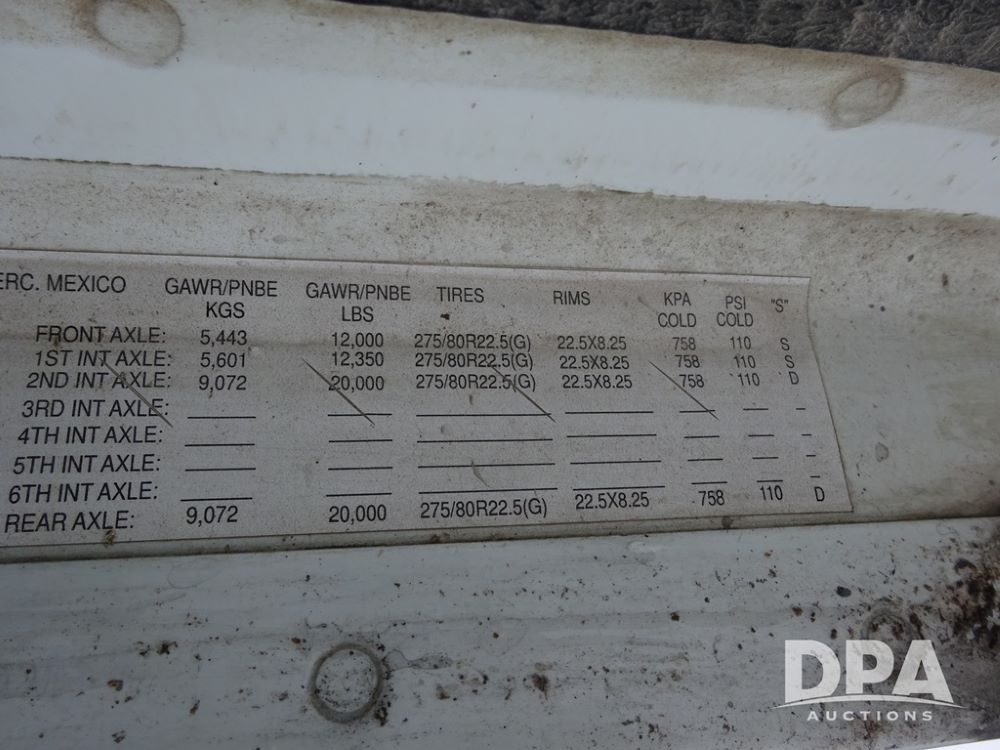 ERC. MEXICO GAWR/PNBE KGS GAWR/PNBE LBS TIRES RIMS KPA COLD PSI COLD "S"
FRONT AXLE: 5,443 12,000 275/80R22.5(G) 22.5X8.25 758 110 S
1ST INT AXLE: 5,601 12,350 275/80R22.5(G) 22.5X8.25 758 110 S
2ND INT AXLE: 9,072 20,000 275/80R22.5(G) 22.5X8.25 758 110 D
3RD INT AXLE:
4TH INT AXLE:
5TH INT AXLE:
6TH INT AXLE:
REAR AXLE: 9,072 20,000 275/80R22.5(G) 22.5X8.25 758 110 D
DPA
AUCTIONS